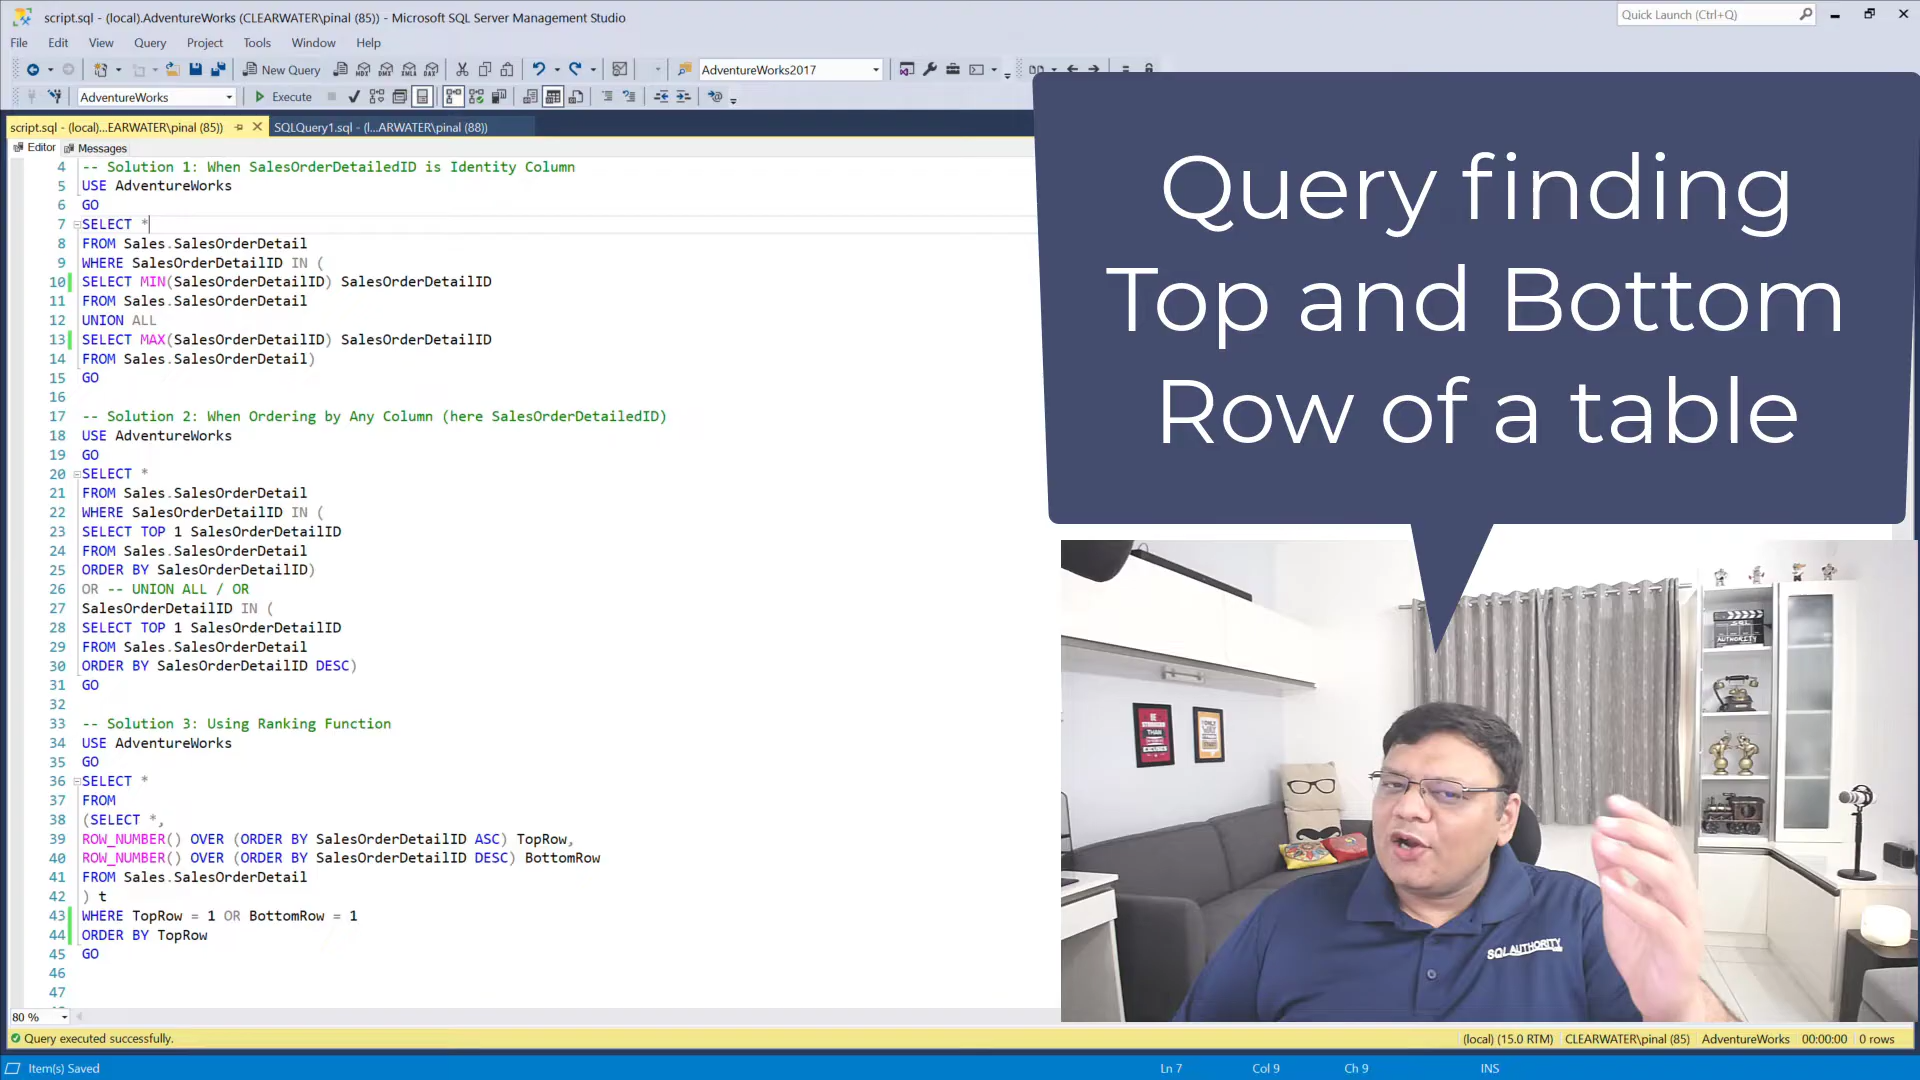 script.sql - (local).AdventureWorks (CLEARWATER\pinal (85)) - Microsoft SQL Server Management Studio
Quick Launch (Ctrl+Q)
File Edit View Query Project Tools Window Help
New Query
AdventureWorks2017
AdventureWorks
Execute
script.sql - (local)...EARWATER\pinal (85))
SQLQuery1.sql - (l...ARWATER\pinal (88))
Editor
Messages
4 -- Solution 1: When SalesOrderDetailedID is Identity Column
5 USE AdventureWorks
6 GO
7 SELECT *
8 FROM Sales.SalesOrderDetail
9 WHERE SalesOrderDetailID IN (
10 SELECT MIN(SalesOrderDetailID) SalesOrderDetailID
11 FROM Sales.SalesOrderDetail
12 UNION ALL
13 SELECT MAX(SalesOrderDetailID) SalesOrderDetailID
14 FROM Sales.SalesOrderDetail)
15 GO
16
17 -- Solution 2: When Ordering by Any Column (here SalesOrderDetailedID)
18 USE AdventureWorks
19 GO
20 SELECT *
21 FROM Sales.SalesOrderDetail
22 WHERE SalesOrderDetailID IN (
23 SELECT TOP 1 SalesOrderDetailID
24 FROM Sales.SalesOrderDetail
25 ORDER BY SalesOrderDetailID)
26 OR -- UNION ALL / OR
27 SalesOrderDetailID IN (
28 SELECT TOP 1 SalesOrderDetailID
29 FROM Sales.SalesOrderDetail
30 ORDER BY SalesOrderDetailID DESC)
31 GO
32
33 -- Solution 3: Using Ranking Function
34 USE AdventureWorks
35 GO
36 SELECT *
37 FROM
38 (SELECT *,
39 ROW_NUMBER() OVER (ORDER BY SalesOrderDetailID ASC) TopRow,
40 ROW_NUMBER() OVER (ORDER BY SalesOrderDetailID DESC) BottomRow
41 FROM Sales.SalesOrderDetail
42 ) t
43 WHERE TopRow = 1 OR BottomRow = 1
44 ORDER BY TopRow
45 GO
46
47
Query finding
Top and Bottom
Row of a table
SQL
AUTHORITY
SQL AUTHORITY
80 %
Query executed successfully.
(local) (15.0 RTM) CLEARWATER\pinal (85) AdventureWorks 00:00:00 0 rows
Item(s) Saved
Ln 7 Col 9 Ch 9 INS